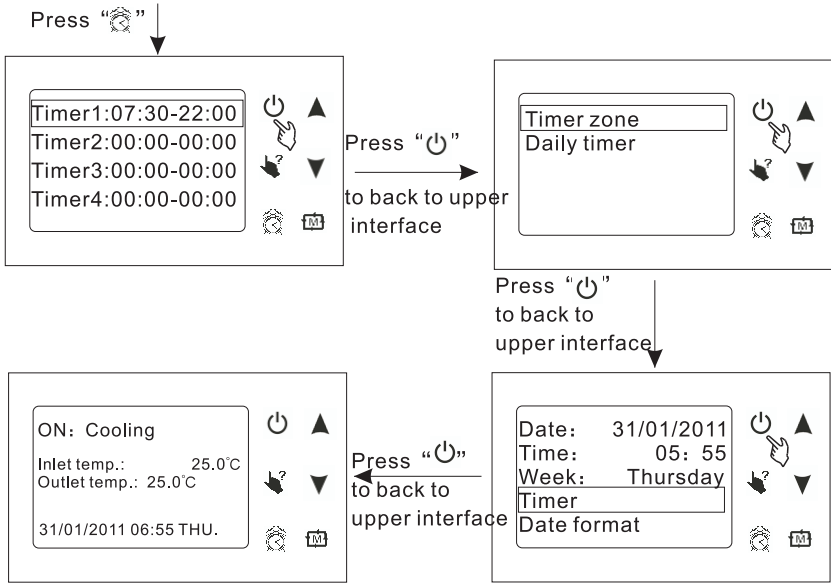 Press “⏰”
Timer1:07:30-22:00
Timer2:00:00-00:00
Timer3:00:00-00:00
Timer4:00:00-00:00
?
M
Press “⏻”
to back to upper
interface
Timer zone
Daily timer
?
M
Press “⏻”
to back to
upper interface
Date: 31/01/2011
Time: 05: 55
Week: Thursday
Timer
Date format
?
M
Press “⏻”
to back to
upper interface
ON: Cooling
Inlet temp.: 25.0°C
Outlet temp.: 25.0°C
31/01/2011 06:55 THU.
?
M